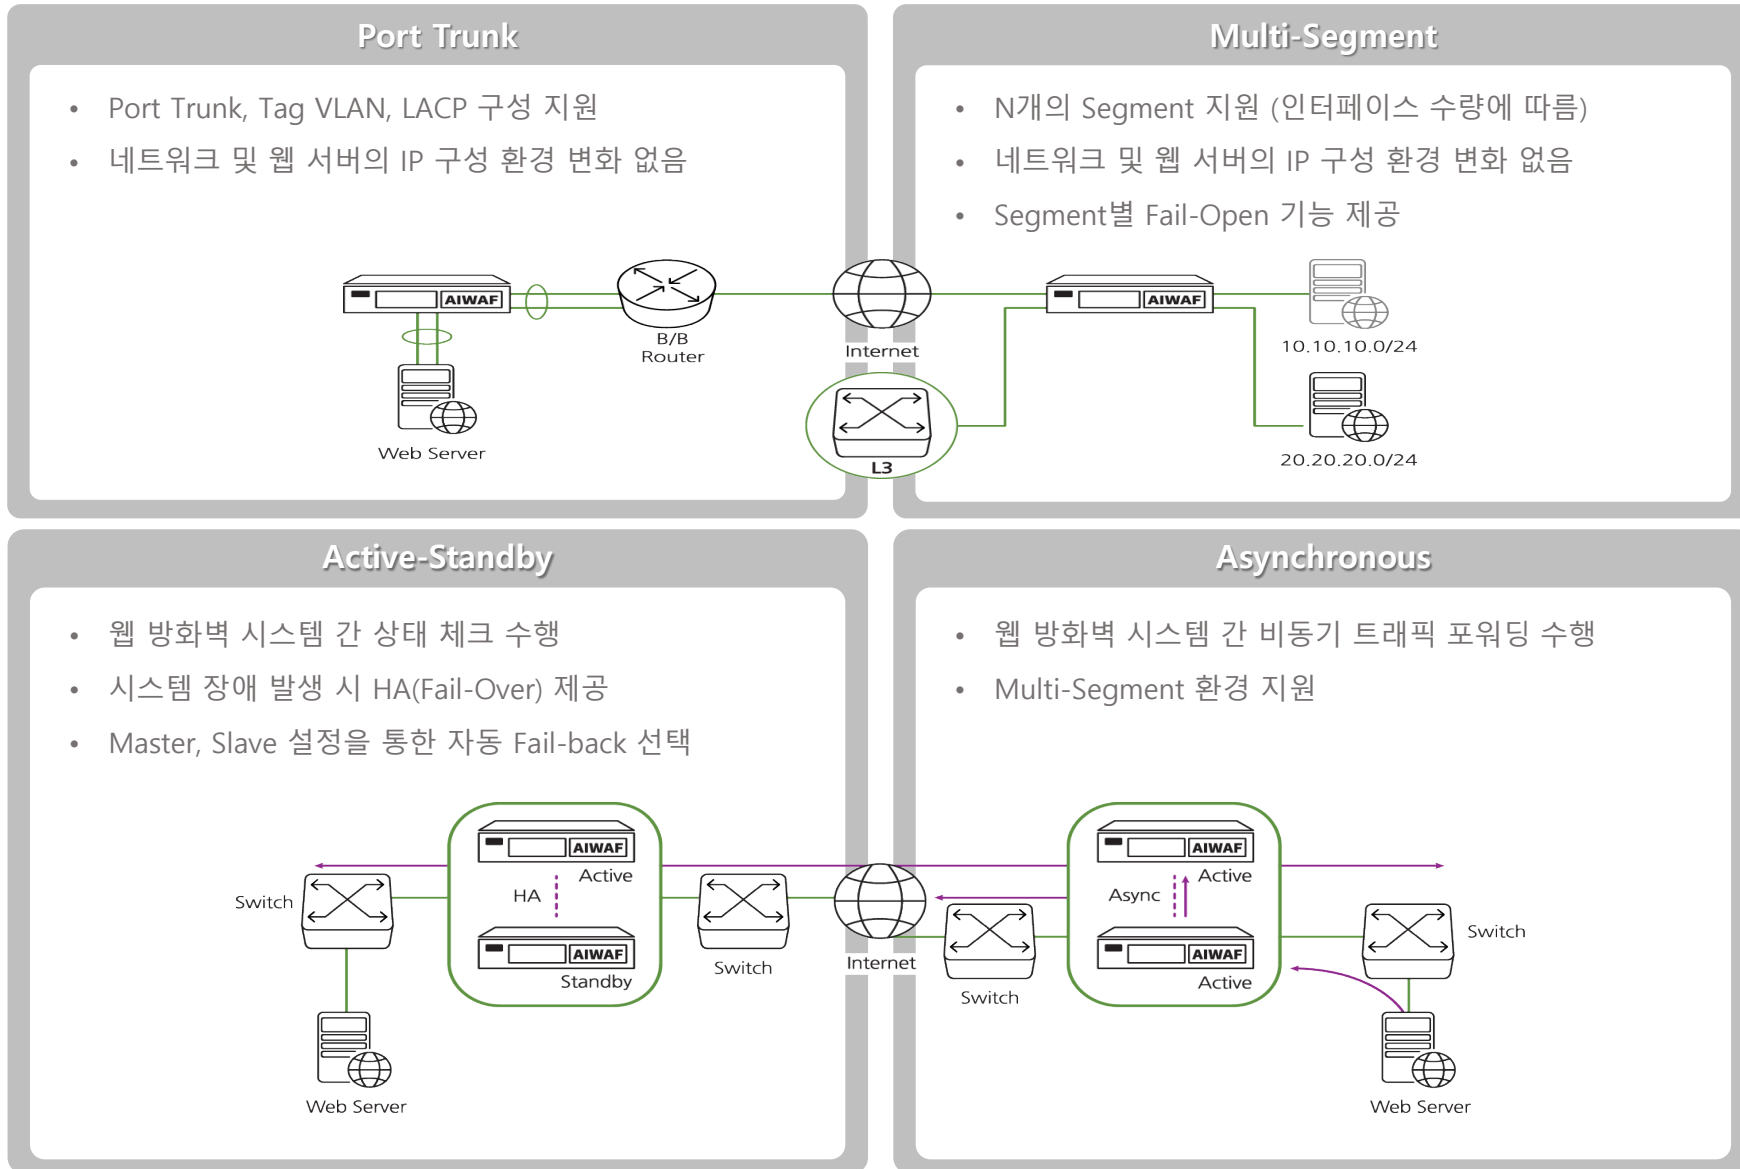 Port Trunk
• Port Trunk, Tag VLAN, LACP 구성 지원
• 네트워크 및 웹 서버의 IP 구성 환경 변화 없음
AIWAF
B/B
Router
Web Server
Internet
L3
Multi-Segment
• N개의 Segment 지원 (인터페이스 수량에 따름)
• 네트워크 및 웹 서버의 IP 구성 환경 변화 없음
• Segment별 Fail-Open 기능 제공
AIWAF
10.10.10.0/24
20.20.20.0/24
Active-Standby
• 웹 방화벽 시스템 간 상태 체크 수행
• 시스템 장애 발생 시 HA(Fail-Over) 제공
• Master, Slave 설정을 통한 자동 Fail-back 선택
AIWAF
Active
Switch
HA
AIWAF
Standby
Switch
Web Server
Internet
Asynchronous
• 웹 방화벽 시스템 간 비동기 트래픽 포워딩 수행
• Multi-Segment 환경 지원
AIWAF
Active
Async
AIWAF
Active
Switch
Switch
Web Server